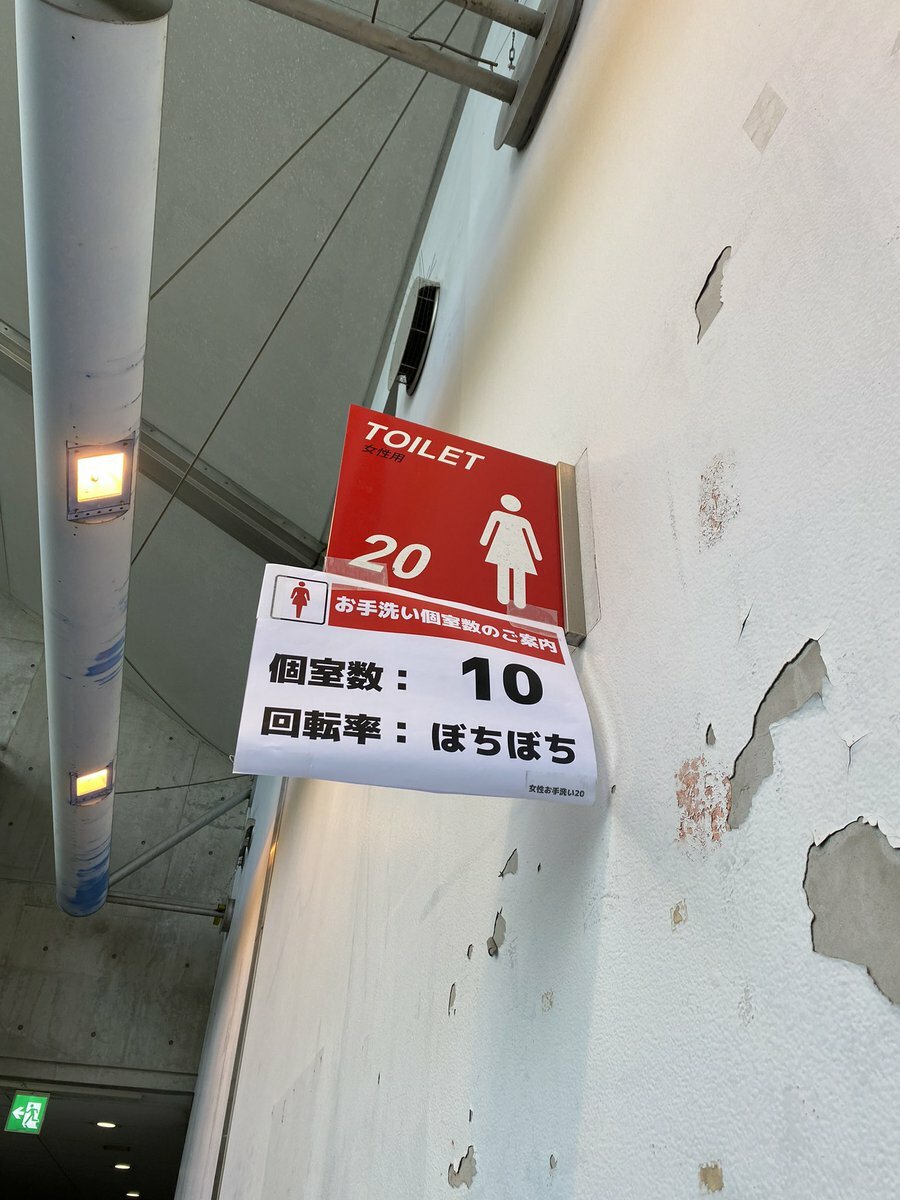 TOILET
女性用
20
お手洗い個室数のご案内
個室数： 10
回転率：ぼちぼち
女性お手洗い20